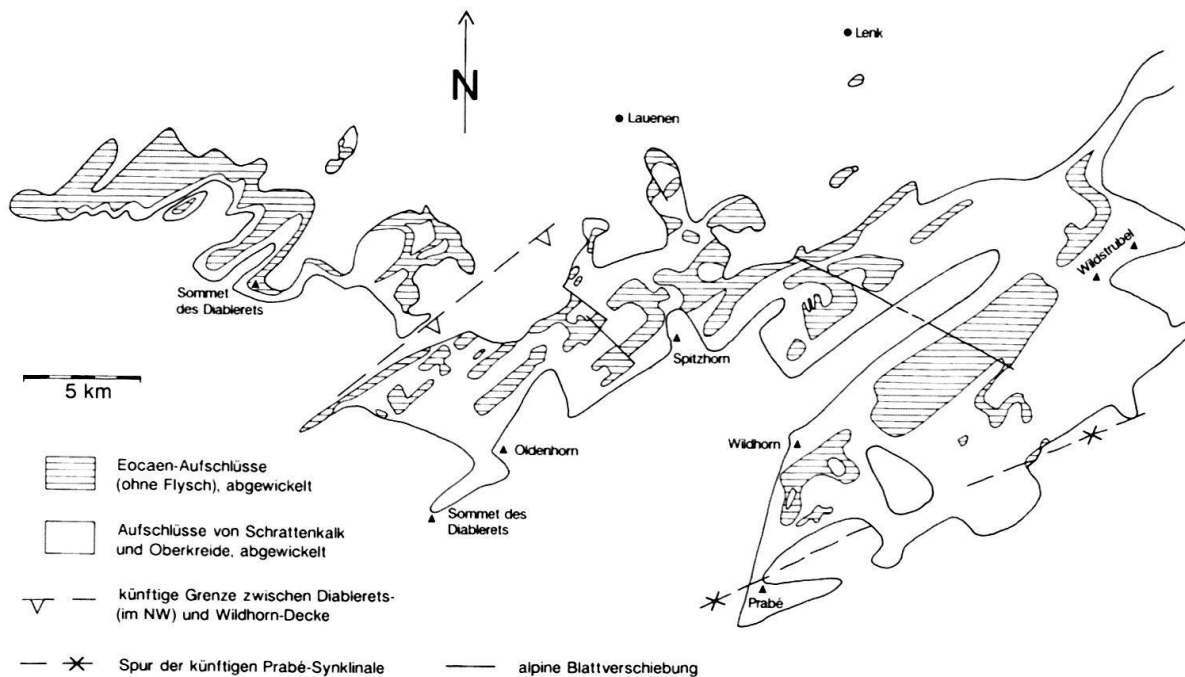 Lenk
N
Lauenen
Wildstrubel
Sommet
des Diablerets
Spitzhorn
5 km
Wildhorn
Oldenhorn
Eocaen-Aufschlüsse
(ohne Flysch), abgewickelt
Sommet des
Diablerets
Aufschlüsse von Schrattenkalk
und Oberkreide, abgewickelt
Prabé
künftige Grenze zwischen Diablerets-
(im NW) und Wildhorn-Decke
Spur der künftigen Prabé-Synklinale
alpine Blattverschiebung